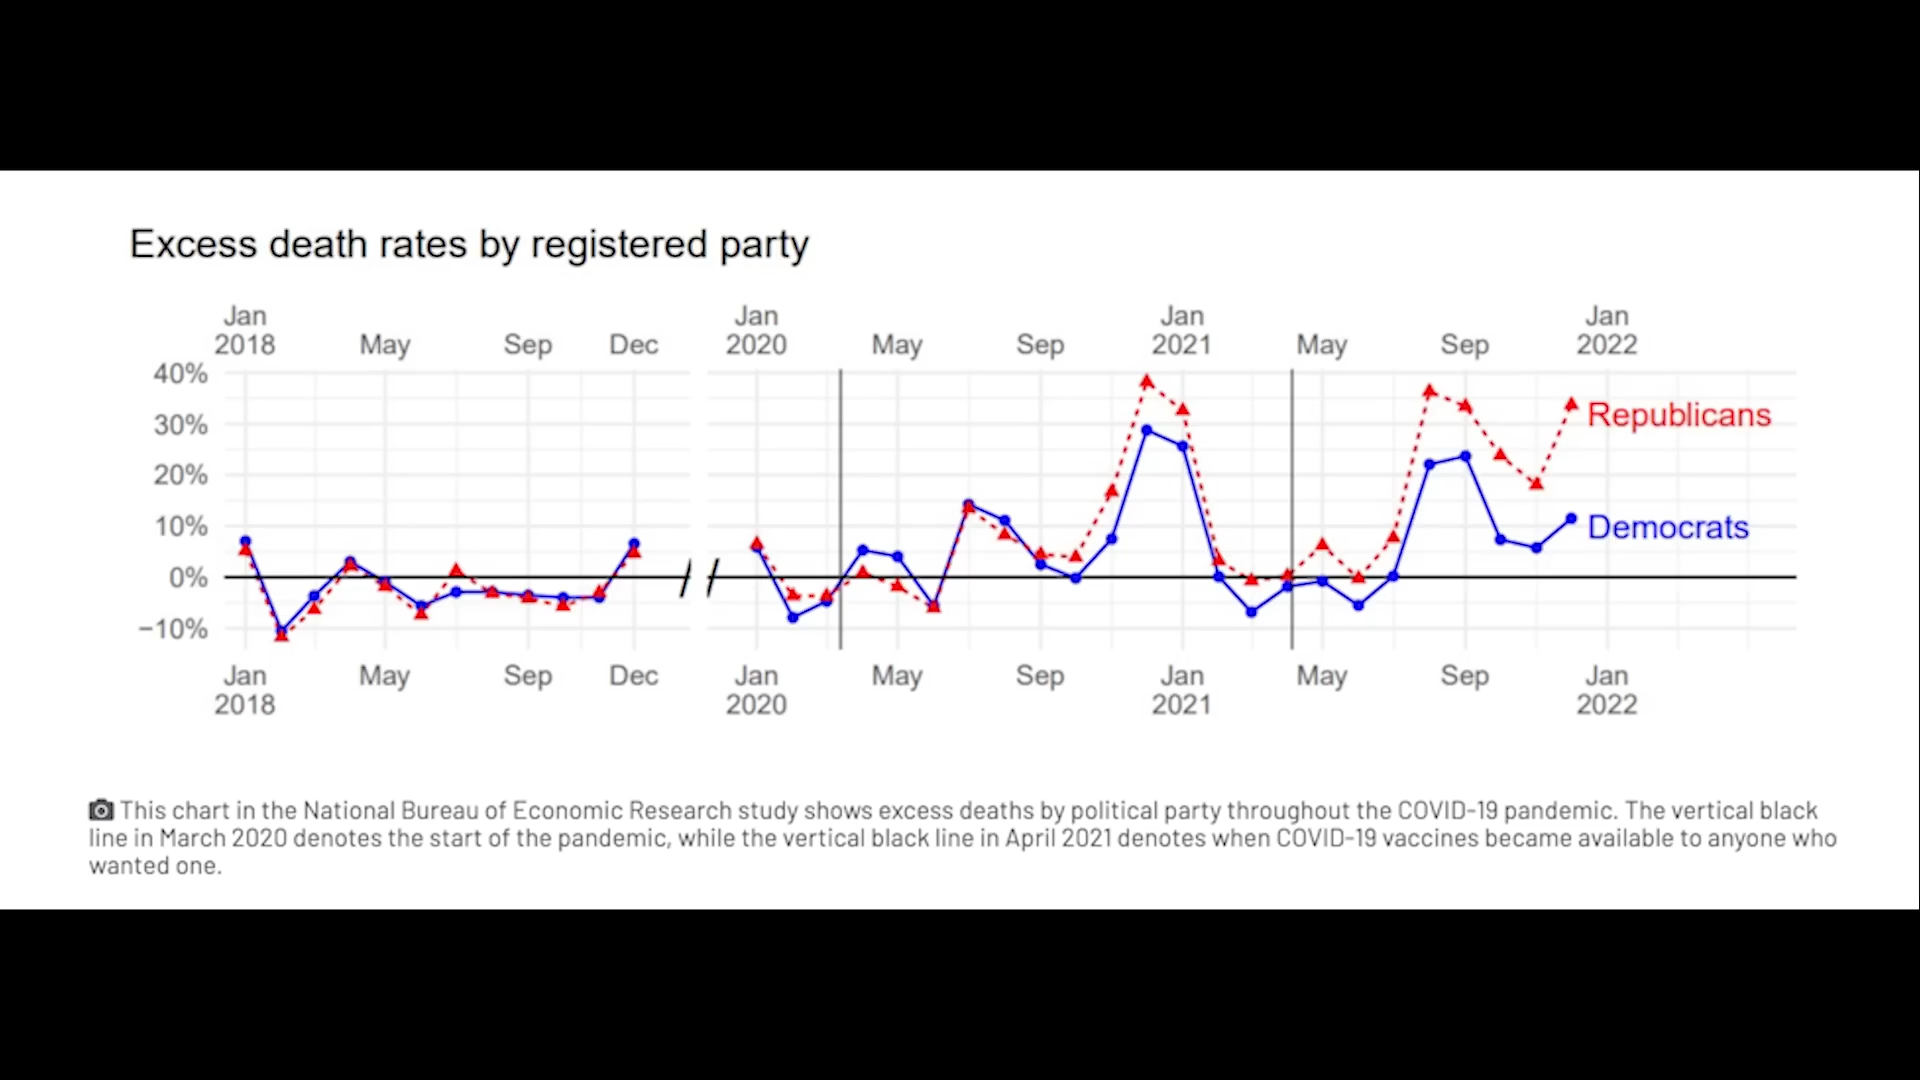 Excess death rates by registered party
Jan Jan Jan Jan
2018 May Sep Dec 2020 May Sep 2021 May Sep 2022
40%
30%
Republicans
20%
10%
Democrats
0%
−10%
Jan May Sep Dec Jan May Sep Jan May Sep Jan
2018 2020 2021 2022
This chart in the National Bureau of Economic Research study shows excess deaths by political party throughout the COVID-19 pandemic. The vertical black
line in March 2020 denotes the start of the pandemic, while the vertical black line in April 2021 denotes when COVID-19 vaccines became available to anyone who
wanted one.